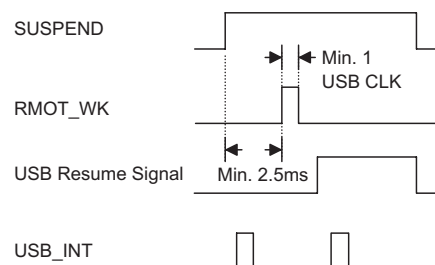 SUSPEND
Min. 1
USB CLK
RMOT_WK
USB Resume Signal
Min. 2.5ms
USB_INT